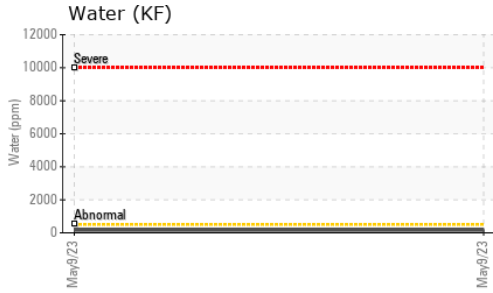 Water (KF)
12000
Severe
10000
8000
6000
4000
2000
Abnormal
0
Water (ppm)
May9/23
May9/23